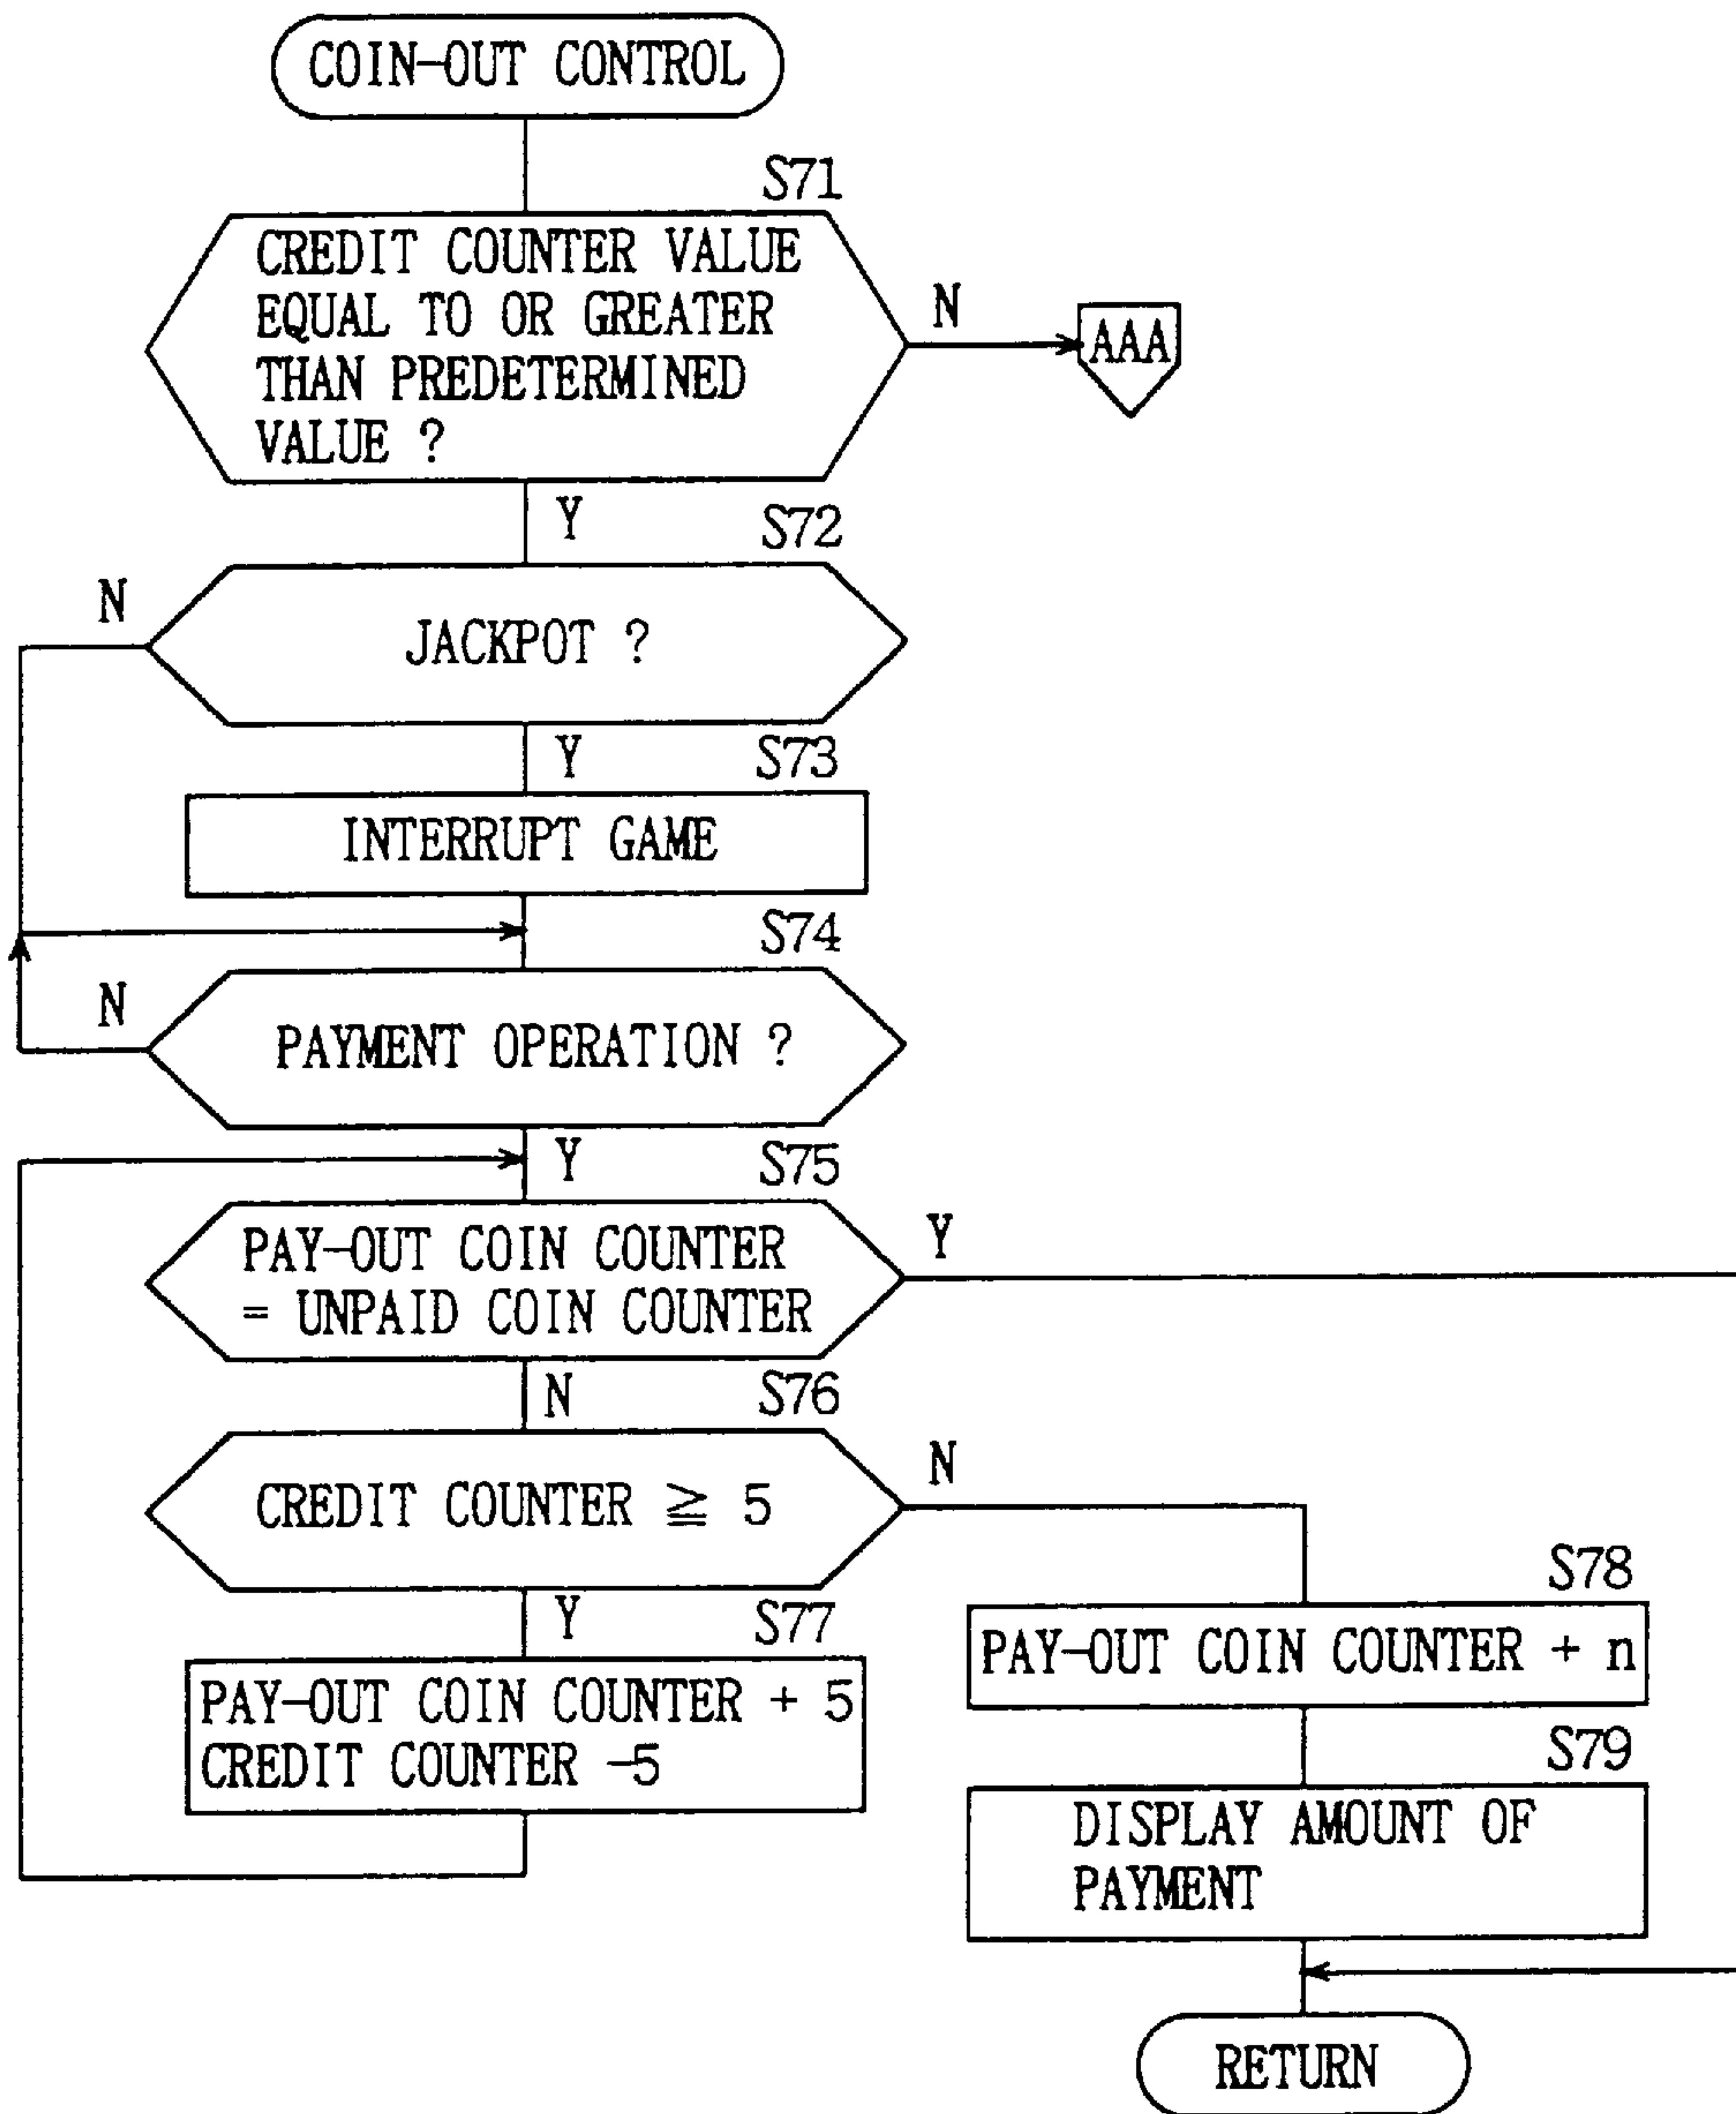 COIN-OUT CONTROL
S71
CREDIT COUNTER VALUE
EQUAL TO OR GREATER
THAN PREDETERMINED
VALUE ?
N
AAA
Y
S72
N
JACKPOT ?
Y
S73
INTERRUPT GAME
S74
N
PAYMENT OPERATION ?
Y
S75
PAY-OUT COIN COUNTER
= UNPAID COIN COUNTER
Y
N
S76
CREDIT COUNTER ≧ 5
N
Y
S77
PAY-OUT COIN COUNTER + 5
CREDIT COUNTER -5
S78
PAY-OUT COIN COUNTER + n
S79
DISPLAY AMOUNT OF
PAYMENT
RETURN